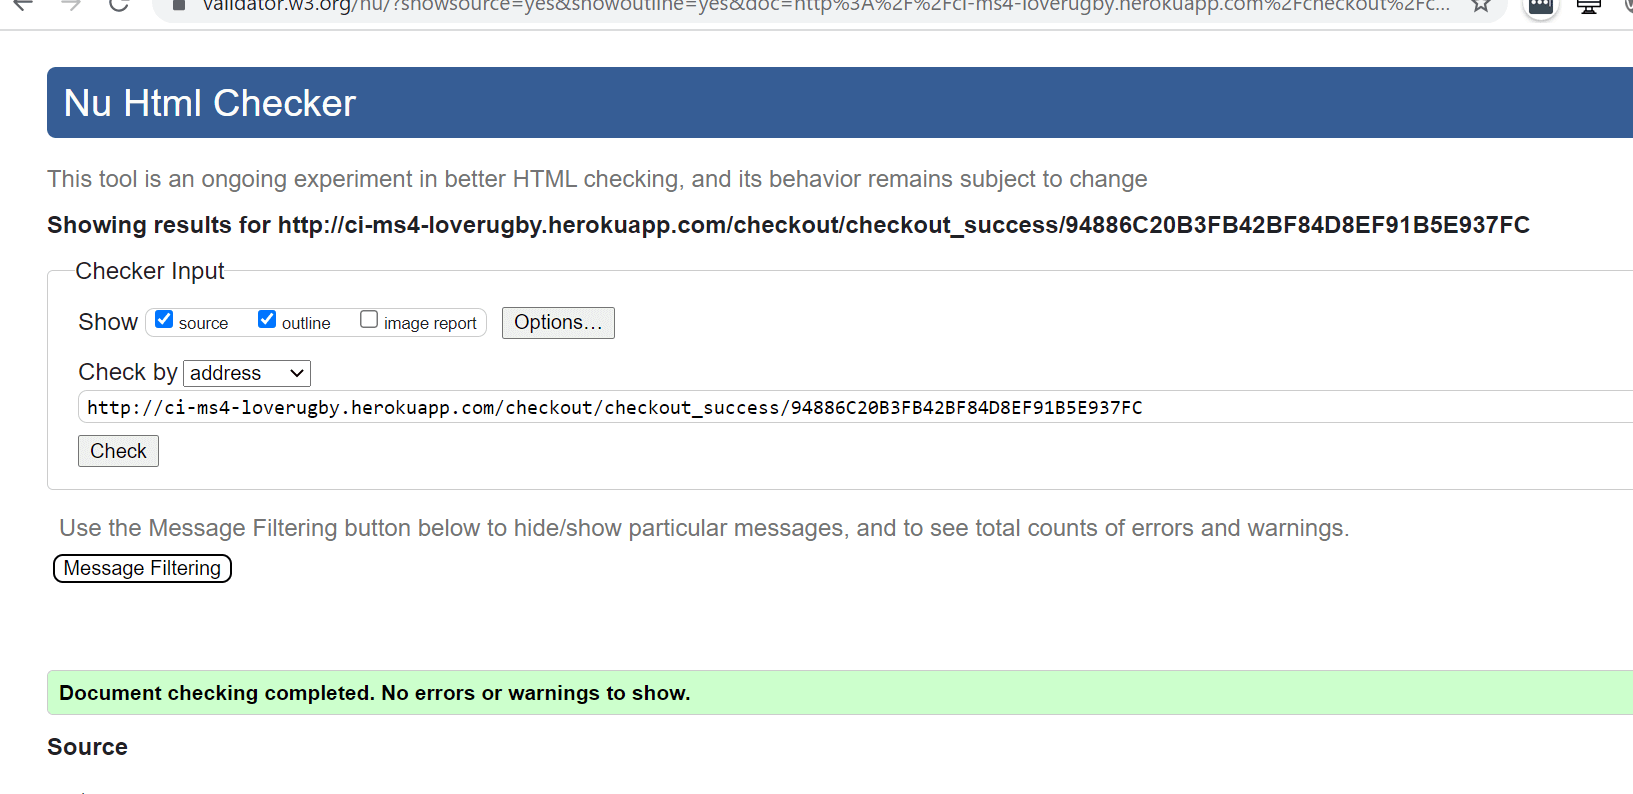 validator.w3.org/nu/?showsource=yes&showoutline=yes&doc=http%3A%2F%2Fci-ms4-loverugby.herokuapp.com%2Fcheckout%2Fc...
Nu Html Checker
This tool is an ongoing experiment in better HTML checking, and its behavior remains subject to change
Showing results for http://ci-ms4-loverugby.herokuapp.com/checkout/checkout_success/94886C20B3FB42BF84D8EF91B5E937FC
Checker Input
Show source outline image report Options...
Check by address
http://ci-ms4-loverugby.herokuapp.com/checkout/checkout_success/94886C20B3FB42BF84D8EF91B5E937FC
Check
Use the Message Filtering button below to hide/show particular messages, and to see total counts of errors and warnings.
Message Filtering
Document checking completed. No errors or warnings to show.
Source